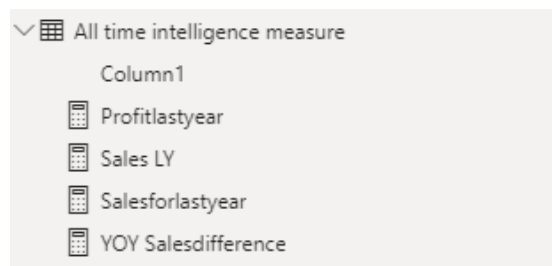 All time intelligence measure
Column1
Profitlastyear
Sales LY
Salesforlastyear
YOY Salesdifference